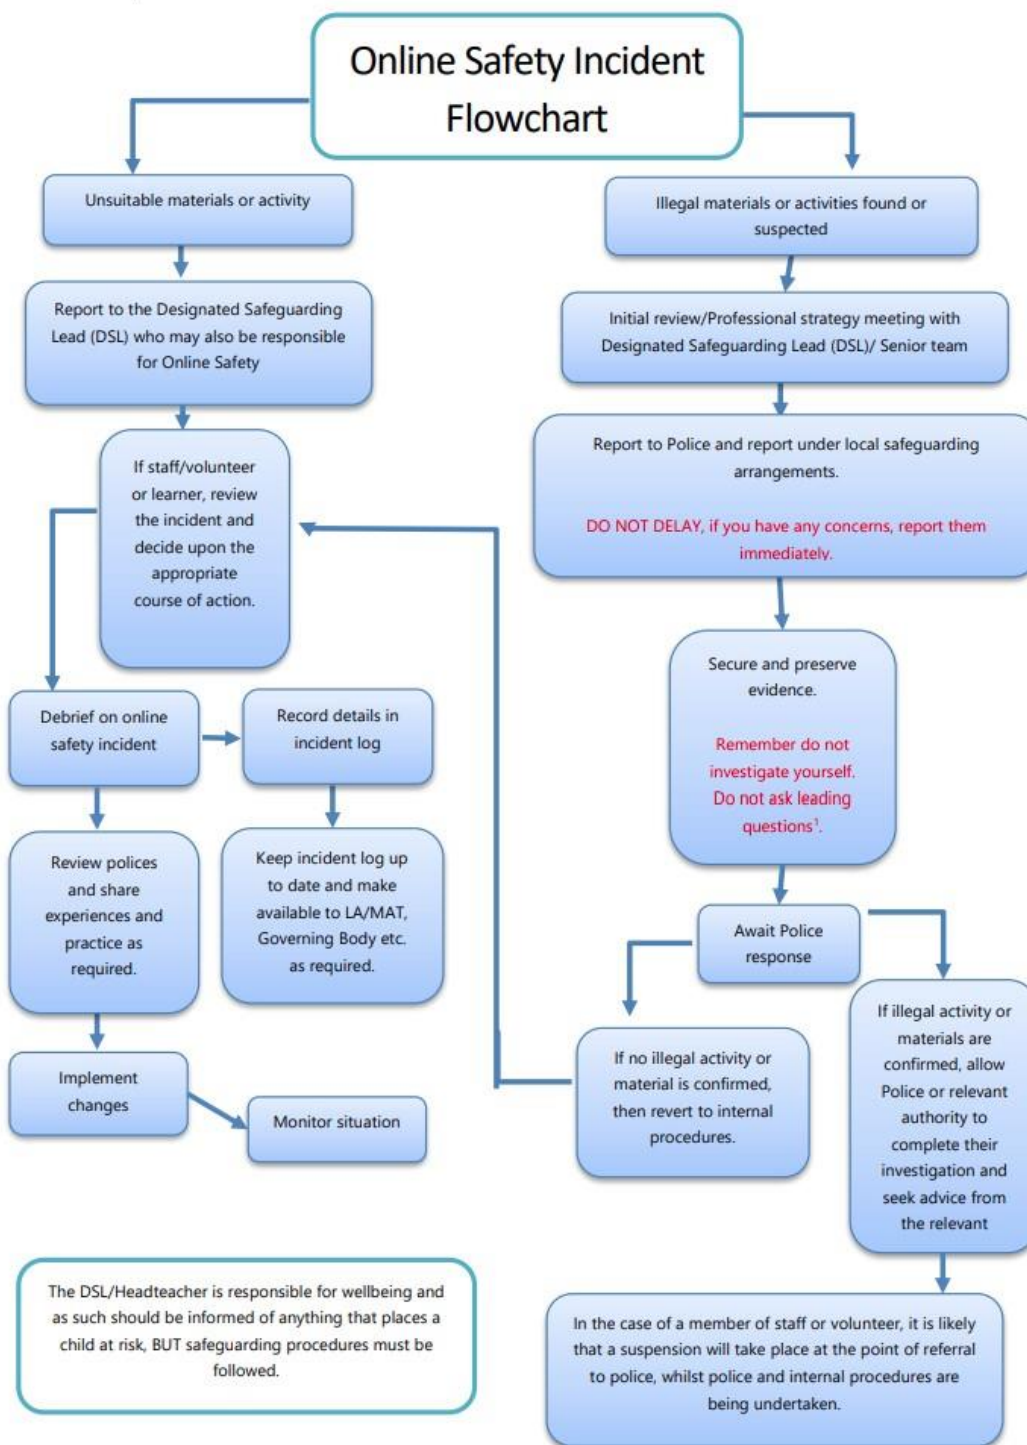 Online Safety Incident
Flowchart
Unsuitable materials or activity
Report to the Designated Safeguarding
Lead (DSL) who may also be responsible
for Online Safety
If staff/volunteer
or learner, review
the incident and
decide upon the
appropriate
course of action.
Debrief on online
safety incident
Record details in
incident log
Review polices
and share
experiences and
practice as
required.
Keep incident log up
to date and make
available to LA/MAT,
Governing Body etc.
as required.
Implement
changes
Monitor situation
Illegal materials or activities found or
suspected
Initial review/Professional strategy meeting with
Designated Safeguarding Lead (DSL)/ Senior team
Report to Police and report under local safeguarding
arrangements.
DO NOT DELAY, if you have any concerns, report them
immediately.
Secure and preserve
evidence.
Remember do not
investigate yourself.
Do not ask leading
questions¹.
Await Police
response
If no illegal activity or
material is confirmed,
then revert to internal
procedures.
If illegal activity or
materials are
confirmed, allow
Police or relevant
authority to
complete their
investigation and
seek advice from
the relevant
In the case of a member of staff or volunteer, it is likely
that a suspension will take place at the point of referral
to police, whilst police and internal procedures are
being undertaken.
The DSL/Headteacher is responsible for wellbeing and
as such should be informed of anything that places a
child at risk, BUT safeguarding procedures must be
followed.